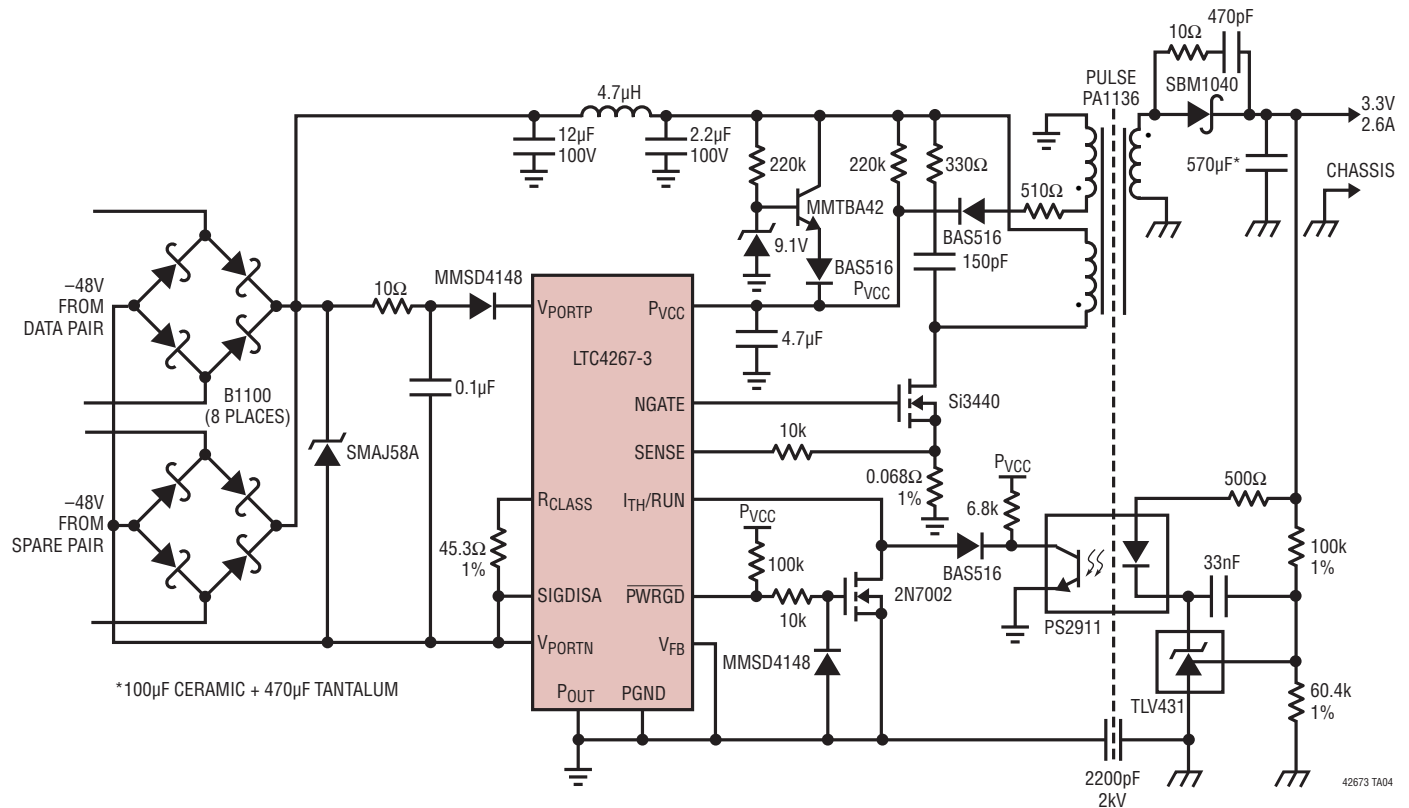 470pF
10Ω
SBM1040
PULSE
PA1136
3.3V
2.6A
570µF*
CHASSIS
4.7µH
12µF
100V
2.2µF
100V
220k
MMTBA42
9.1V
BAS516
PVCC
220k
330Ω
510Ω
BAS516
150pF
–48V
FROM
DATA PAIR
B1100
(8 PLACES)
–48V
FROM
SPARE PAIR
SMAJ58A
10Ω
0.1µF
MMSD4148
45.3Ω
1%
VPORTP
PVCC
LTC4267-3
NGATE
SENSE
RCLASS
ITH/RUN
SIGDISA
PWRGD
VPORTN
VFB
POUT
PGND
4.7µF
Si3440
10k
0.068Ω
1%
PVCC
6.8k
BAS516
PVCC
100k
10k
2N7002
MMSD4148
PS2911
500Ω
100k
1%
33nF
TLV431
60.4k
1%
2200pF
2kV
*100µF CERAMIC + 470µF TANTALUM
42673 TA04